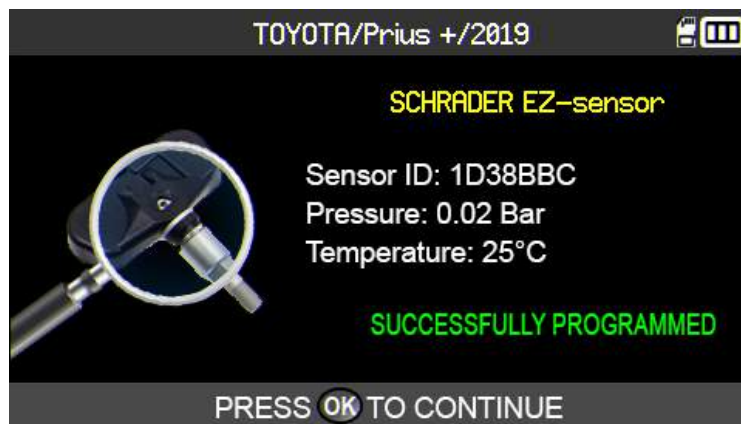 TOYOTA/Prius +/2019
SCHRADER EZ-sensor
Sensor ID: 1D38BBC
Pressure: 0.02 Bar
Temperature: 25°C
SUCCESSFULLY PROGRAMMED
PRESS OK TO CONTINUE